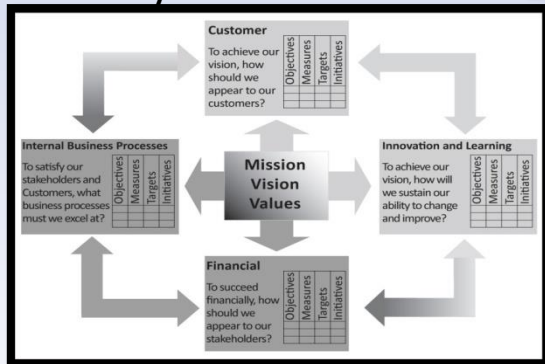 Customer
To achieve our
vision, how
should we
appear to our
customers?
Objectives
Measures
Targets
Initiatives
Internal Business Processes
To satisfy our
stakeholders and
Customers, what
business processes
must we excel at?
Objectives
Measures
Targets
Initiatives
Mission
Vision
Values
Innovation and Learning
To achieve our
vision, how will
we sustain our
ability to change
and improve?
Objectives
Measures
Targets
Initiatives
Financial
To succeed
financially, how
should we
appear to our
stakeholders?
Objectives
Measures
Targets
Initiatives